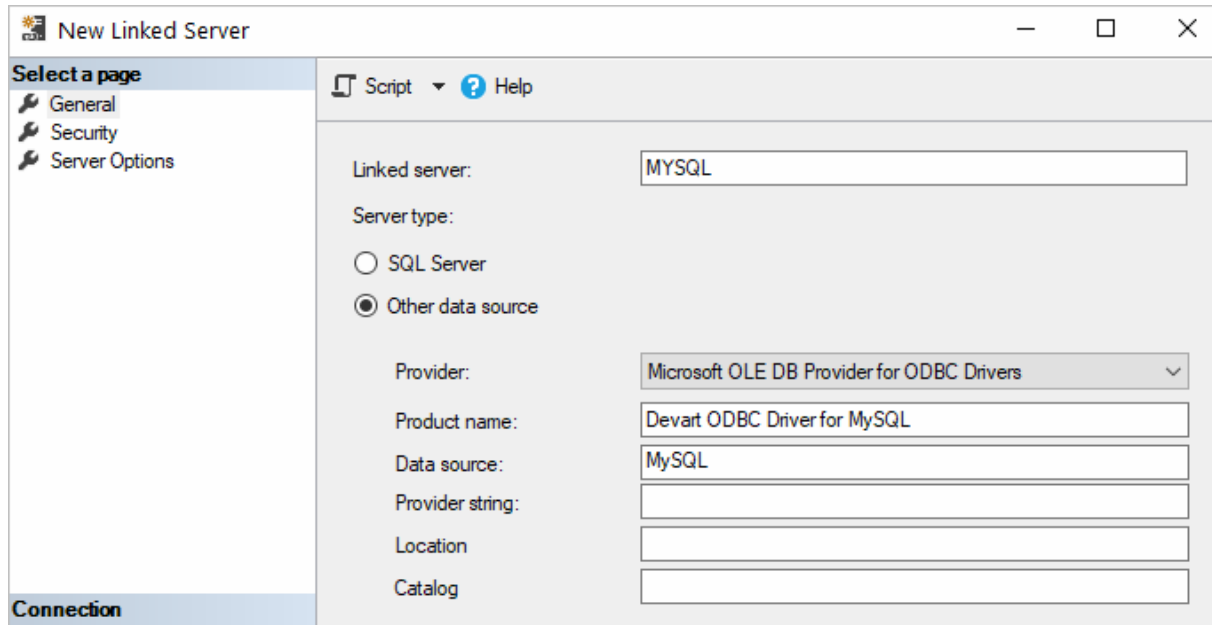 New Linked Server
Select a page
General
Security
Server Options
Connection
Script Help
Linked server: MYSQL
Server type:
SQL Server
Other data source
Provider: Microsoft OLE DB Provider for ODBC Drivers
Product name: Devart ODBC Driver for MySQL
Data source: MySQL
Provider string:
Location
Catalog